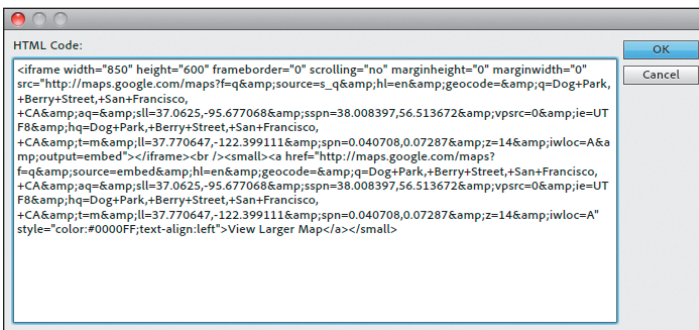 HTML Code:
OK
Cancel
<iframe width="850" height="600" frameborder="0" scrolling="no" marginheight="0" marginwidth="0"
src="http://maps.google.com/maps?f=q&amp;source=s_q&amp;hl=en&amp;geocode=&amp;q=Dog+Park,
+Berry+Street,+San+Francisco,
+CA&amp;aq=&amp;sll=37.0625,-95.677068&amp;sspn=38.008397,56.513672&amp;vpsrc=0&amp;ie=UT
F8&amp;hq=Dog+Park,+Berry+Street,+San+Francisco,
+CA&amp;t=m&amp;ll=37.770647,-122.399111&amp;spn=0.040708,0.07287&amp;z=14&amp;iwloc=A&a
mp;output=embed"></iframe><br /><small><a href="http://maps.google.com/maps?
f=q&amp;source=embed&amp;hl=en&amp;geocode=&amp;q=Dog+Park,+Berry+Street,+San+Francisco,
+CA&amp;aq=&amp;sll=37.0625,-95.677068&amp;sspn=38.008397,56.513672&amp;vpsrc=0&amp;ie=UT
F8&amp;hq=Dog+Park,+Berry+Street,+San+Francisco,
+CA&amp;t=m&amp;ll=37.770647,-122.399111&amp;spn=0.040708,0.07287&amp;z=14&amp;iwloc=A"
style="color:#0000FF;text-align:left">View Larger Map</a></small>